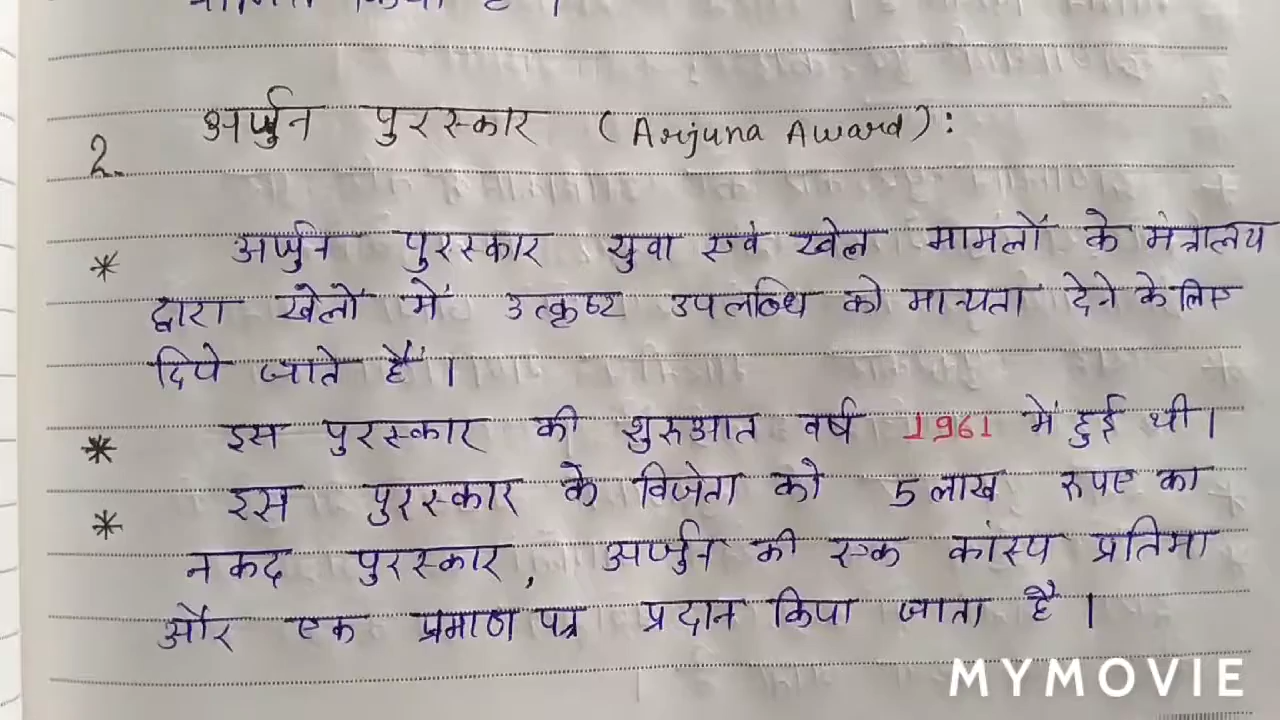 किया है ।
2. अर्जुन पुरस्कार (Arjuna Award) :
* अर्जुन पुरस्कार युवा एवं खेल मामलों के मंत्रालय
द्वारा खेलों में उत्कृष्ट उपलब्धि को मान्यता देने के लिए
दिये जाते हैं ।
* इस पुरस्कार की शुरुआत वर्ष 1961 में हुई थी ।
* इस पुरस्कार के विजेता को 5 लाख रुपए का
नकद पुरस्कार, अर्जुन की एक कांस्य प्रतिमा
और एक प्रमाण पत्र प्रदान किया जाता है ।
MYMOVIE